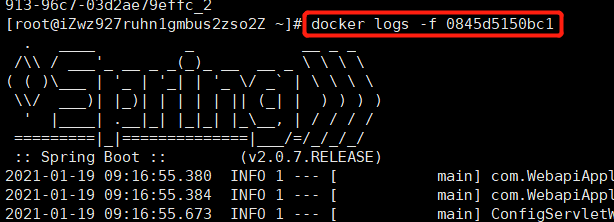 913-96c7-03d2ae79effc_2
[root@iZwz927ruhn1gmbus2zso2Z ~]# docker logs -f 0845d5150bc1
  .   ____          _            __ _ _
 /\\ / ___'_ __ _ _(_)_ __  __ _ \ \ \ \
( ( )\___ | '_ | '_| | '_ \/ _` | \ \ \ \
 \\/  ___)| |_)| | | | | || (_| |  ) ) ) )
  '  |____| .__|_| |_|_| |_\__, | / / / /
 =========|_|==============|___/=/_/_/_/
 :: Spring Boot ::        (v2.0.7.RELEASE)
2021-01-19 09:16:55.380  INFO 1 --- [           main] com.WebapiAppl
2021-01-19 09:16:55.384  INFO 1 --- [           main] com.WebapiAppl
2021-01-19 09:16:55.673  INFO 1 --- [           main] ConfigServletW